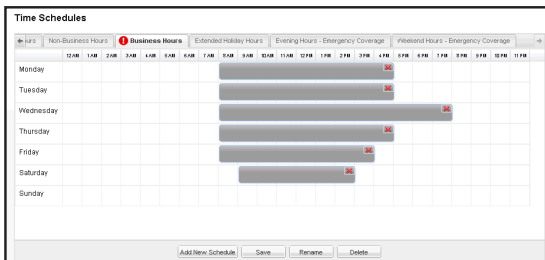 Time Schedules
urs Non-Business Hours Business Hours Extended Holiday Hours Evening Hours - Emergency Coverage Weekend Hours - Emergency Coverage
12 AM 1 AM 2 AM 3 AM 4 AM 5 AM 6 AM 7 AM 8 AM 9 AM 10 AM 11 AM 12 PM 1 PM 2 PM 3 PM 4 PM 5 PM 6 PM 7 PM 8 PM 9 PM 10 PM 11 PM
Monday
Tuesday
Wednesday
Thursday
Friday
Saturday
Sunday
Add New Schedule Save Rename Delete